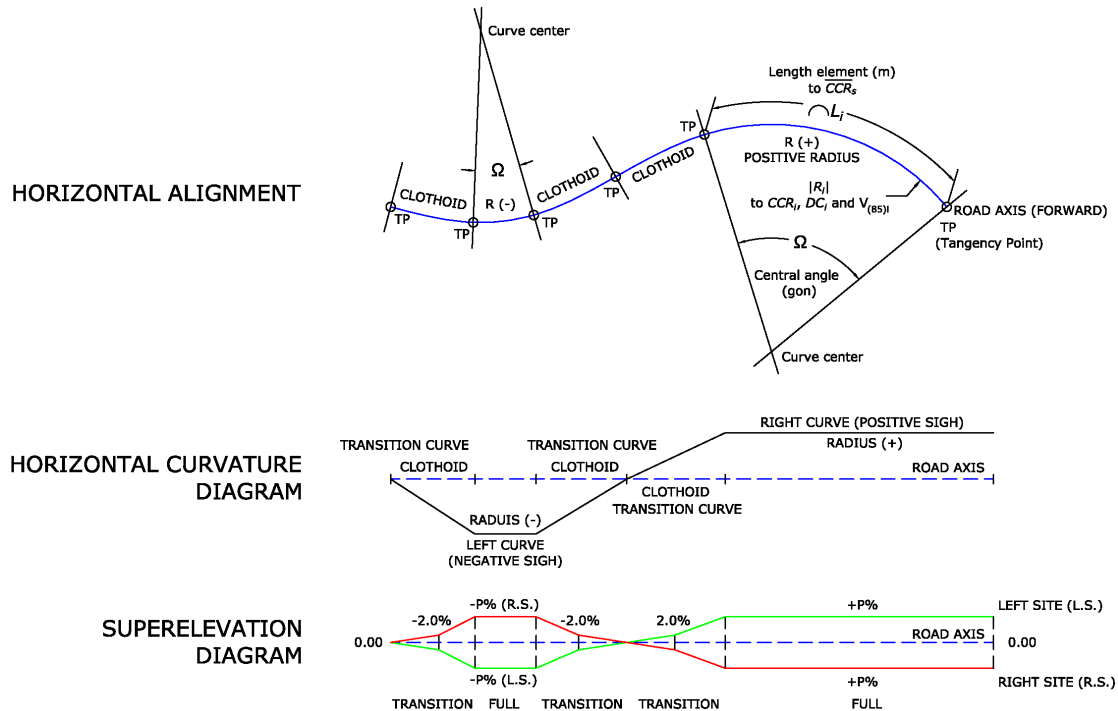 Curve center
Length element (m)
to CCRs
Li
TP
R (+)
POSITIVE RADIUS
HORIZONTAL ALIGNMENT
CLOTHOID
Ω
CLOTHOID
CLOTHOID
|Ri|
to CCRi, DCi and V(85)i
TP
R (-)
TP
TP
TP
ROAD AXIS (FORWARD)
TP
(Tangency Point)
Ω
Central angle
(gon)
Curve center
RIGHT CURVE (POSITIVE SIGH)
RADIUS (+)
TRANSITION CURVE
TRANSITION CURVE
HORIZONTAL CURVATURE
DIAGRAM
CLOTHOID
CLOTHOID
ROAD AXIS
CLOTHOID
TRANSITION CURVE
RADUIS (-)
LEFT CURVE
(NEGATIVE SIGH)
SUPERELEVATION
DIAGRAM
-P% (R.S.)
+P%
LEFT SITE (L.S.)
-2.0%
-2.0%
2.0%
0.00
ROAD AXIS
0.00
-P% (L.S.)
+P%
RIGHT SITE (R.S.)
TRANSITION
FULL
TRANSITION
TRANSITION
FULL